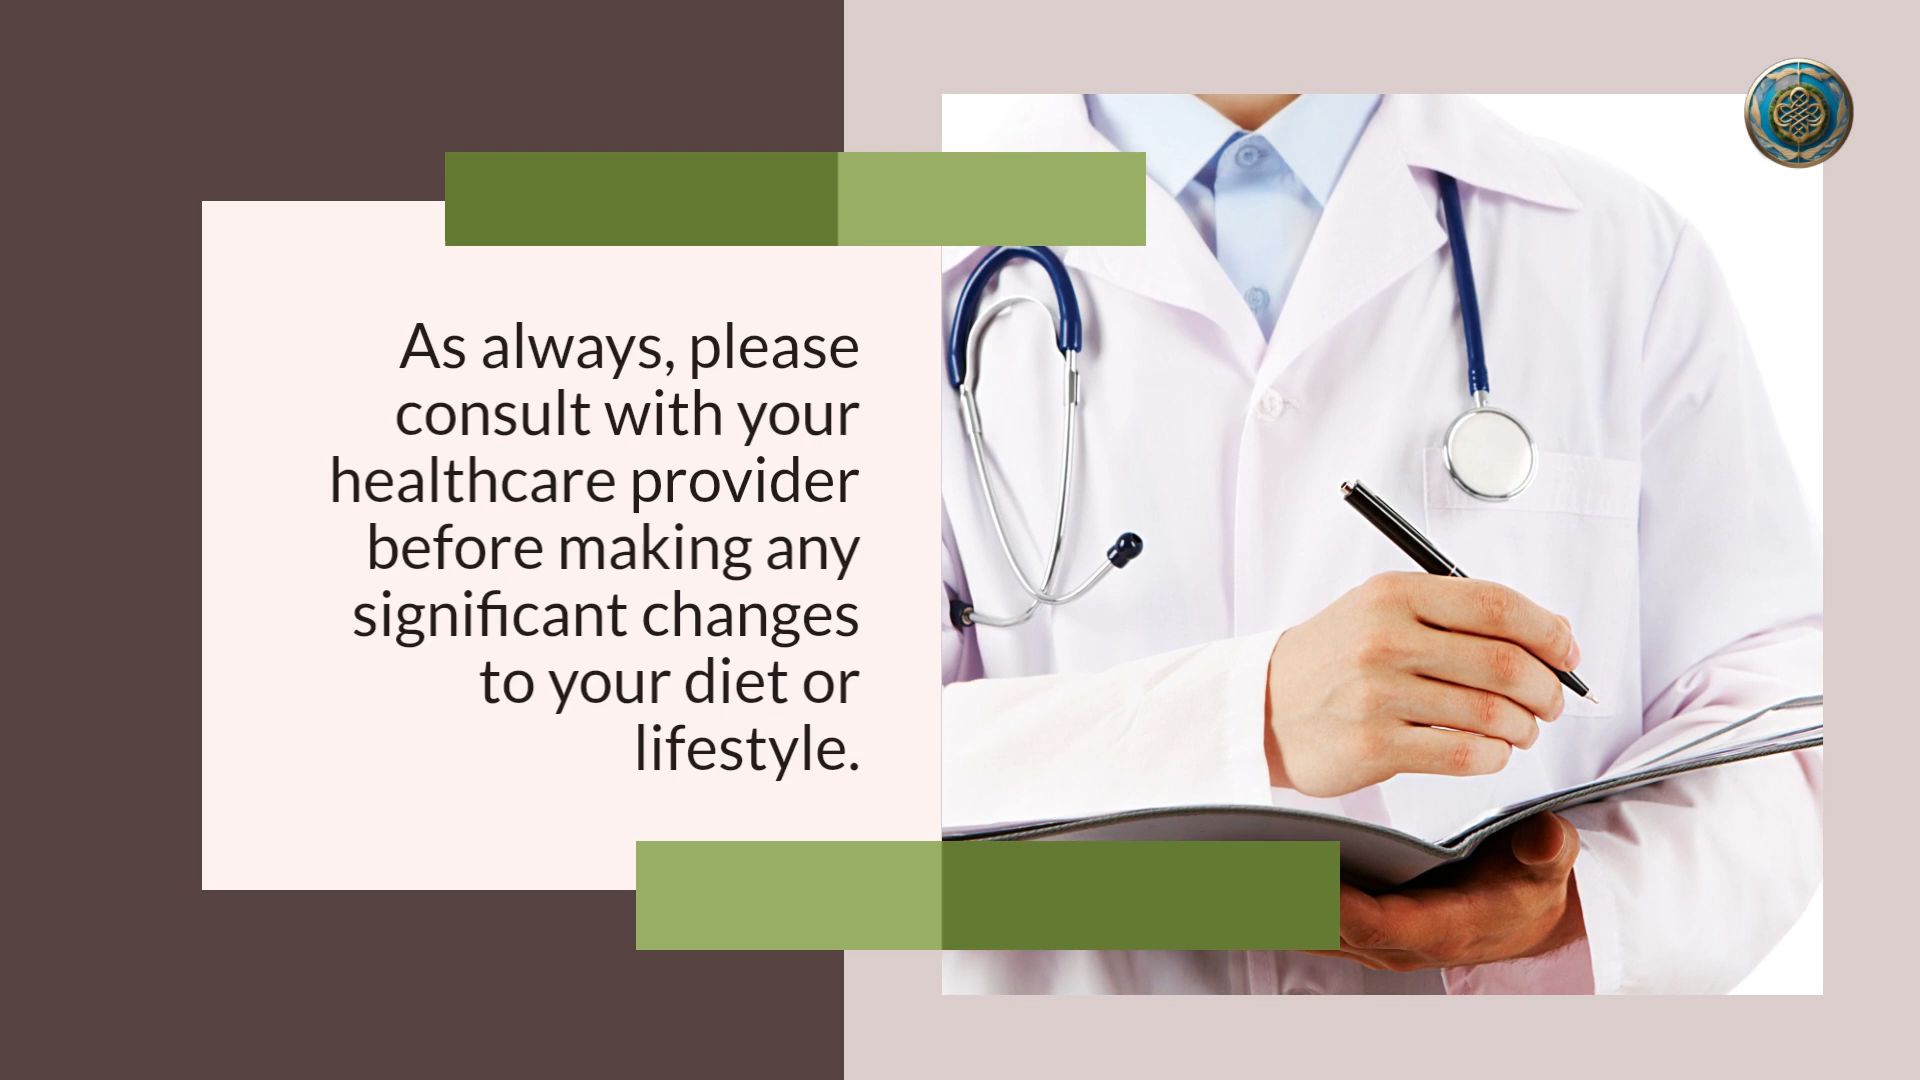 As always, please
consult with your
healthcare provider
before making any
significant changes
to your diet or
lifestyle.